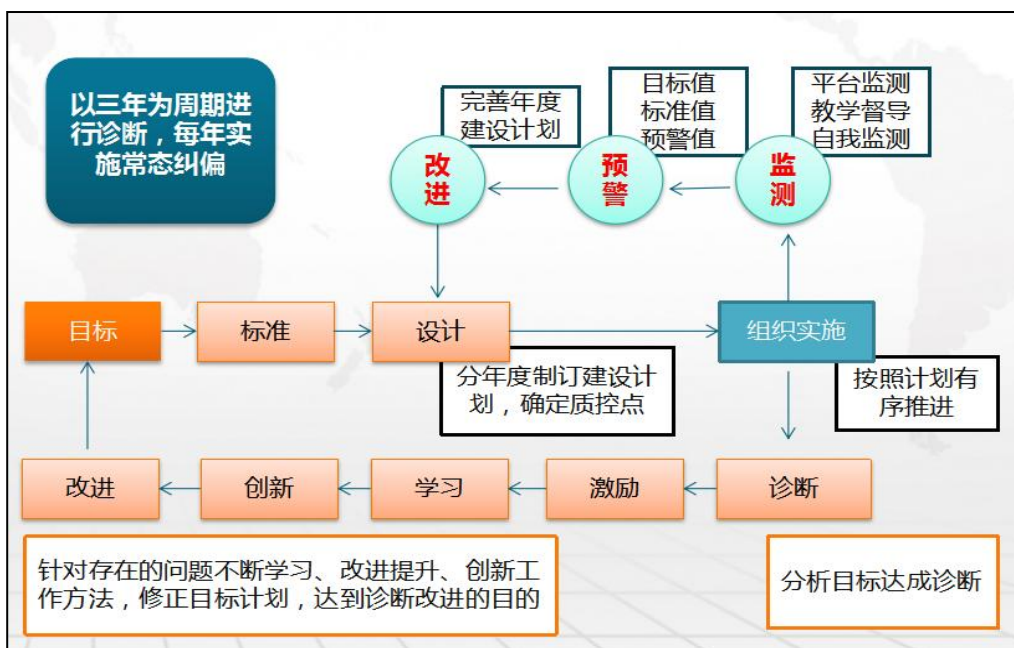 以三年为周期进
行诊断，每年实
施常态纠偏
完善年度
建设计划
目标值
标准值
预警值
平台监测
教学督导
自我监测
改
进
预
警
监
测
目标
标准
设计
组织实施
分年度制订建设计
划，确定质控点
按照计划有
序推进
改进
创新
学习
激励
诊断
针对存在的问题不断学习、改进提升、创新工
作方法，修正目标计划，达到诊断改进的目的
分析目标达成诊断